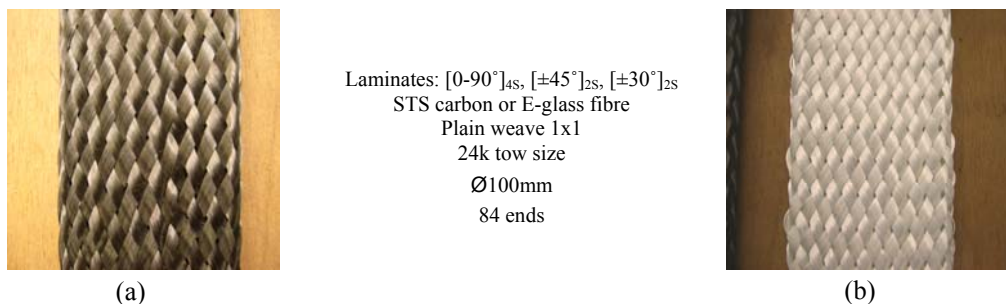 Laminates: [0-90˚]4S, [±45˚]2S, [±30˚]2S
STS carbon or E-glass fibre
Plain weave 1x1
24k tow size
Ø100mm
84 ends
(a)
(b)